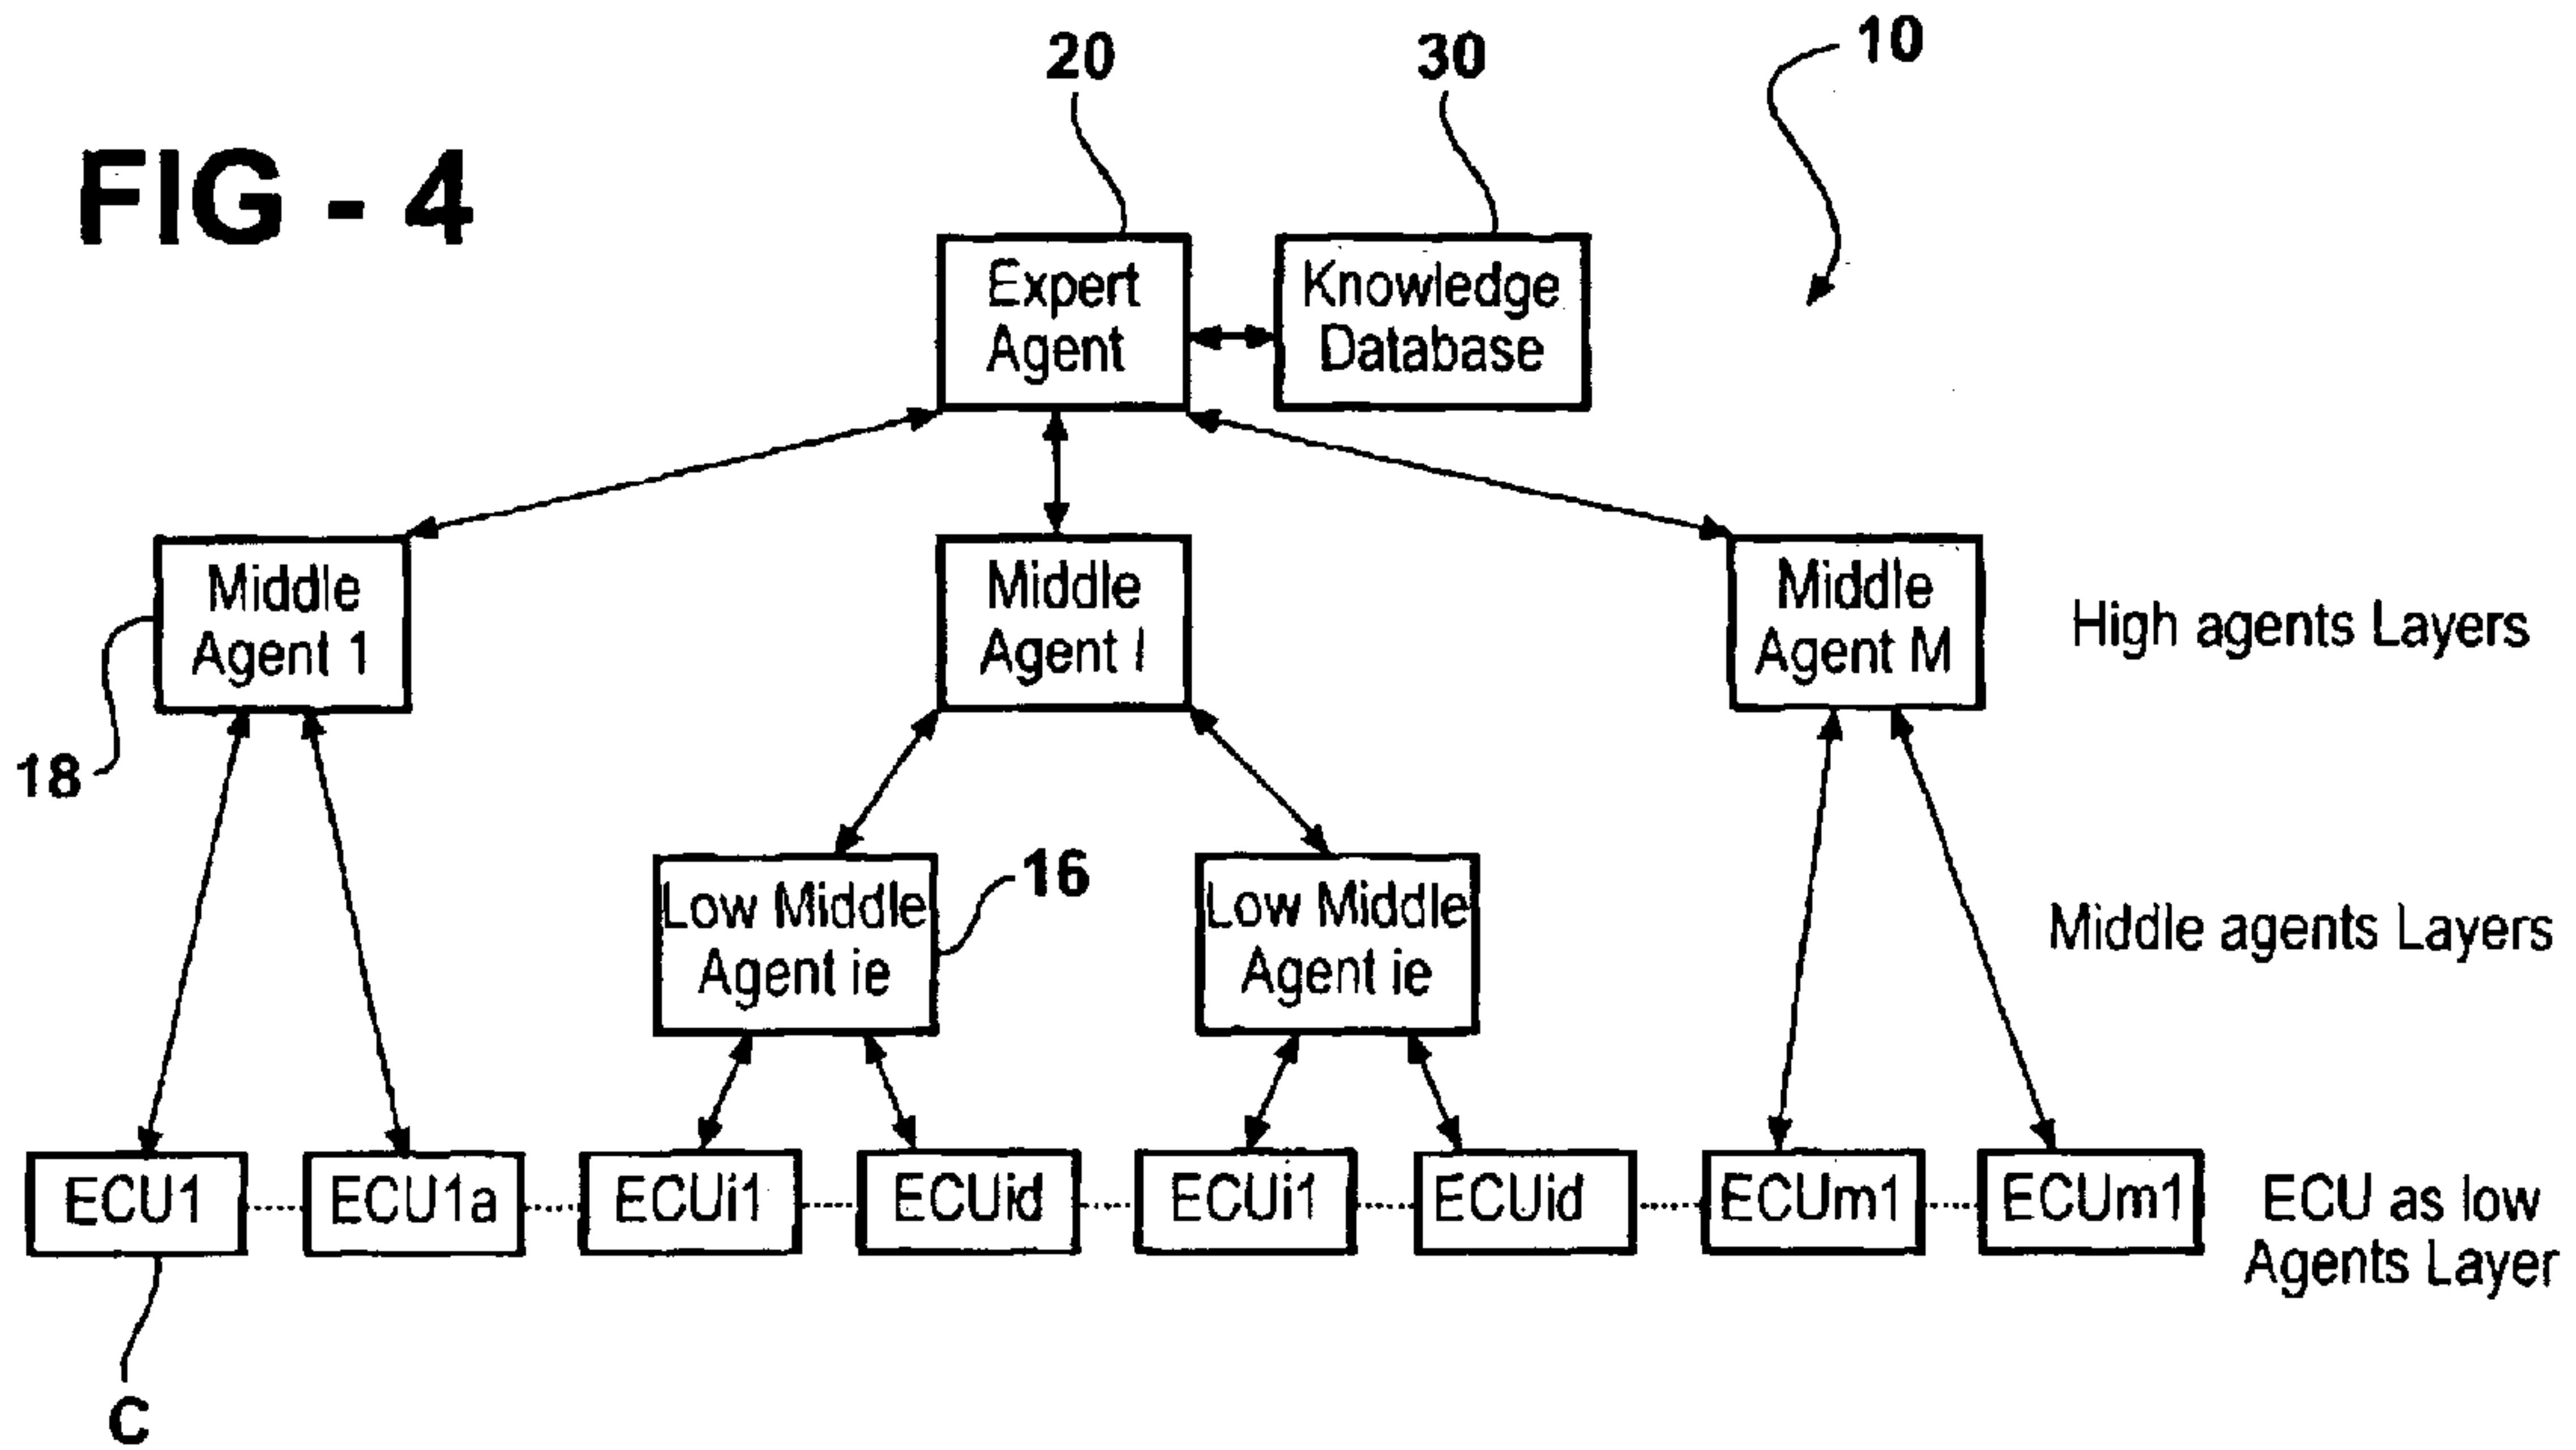 10
20
30
FIG - 4
Expert
Agent
Knowledge
Database
Middle
Agent 1
Middle
Agent I
Middle
Agent M
High agents Layers
18
16
Low Middle
Agent ie
Low Middle
Agent ie
Middle agents Layers
ECU1
ECU1a
ECUi1
ECUid
ECUi1
ECUid
ECUm1
ECUm1
ECU as low
Agents Layer
C